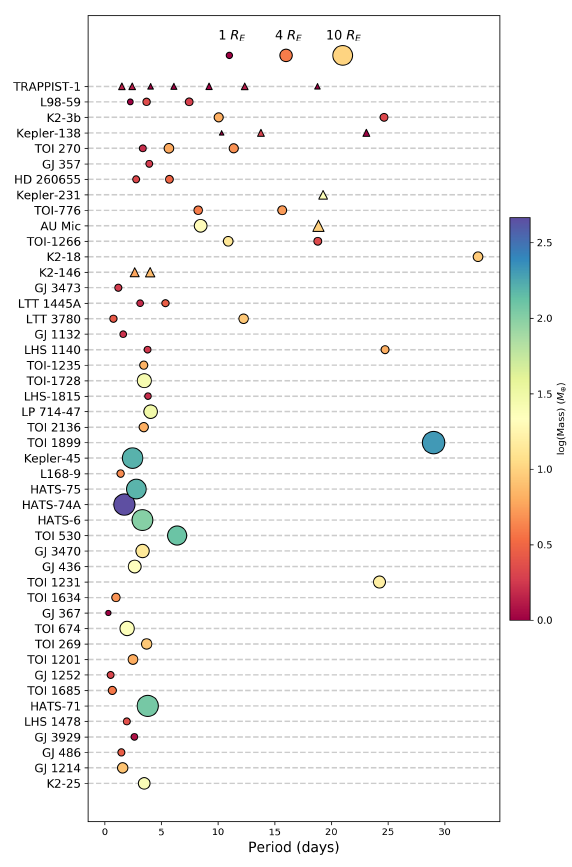 1 R_E 4 R_E 10 R_E
TRAPPIST-1
L98-59
K2-3b
Kepler-138
TOI 270
GJ 357
HD 260655
Kepler-231
TOI-776
AU Mic
TOI-1266
K2-18
K2-146
GJ 3473
LTT 1445A
LTT 3780
GJ 1132
LHS 1140
TOI-1235
TOI-1728
LHS-1815
LP 714-47
TOI 2136
TOI 1899
Kepler-45
L168-9
HATS-75
HATS-74A
HATS-6
TOI 530
GJ 3470
GJ 436
TOI 1231
TOI 1634
GJ 367
TOI 674
TOI 269
TOI 1201
GJ 1252
TOI 1685
HATS-71
LHS 1478
GJ 3929
GJ 486
GJ 1214
K2-25
0 5 10 15 20 25 30
Period (days)
2.5
2.0
1.5
1.0
0.5
0.0
log(Mass) (M⊕)